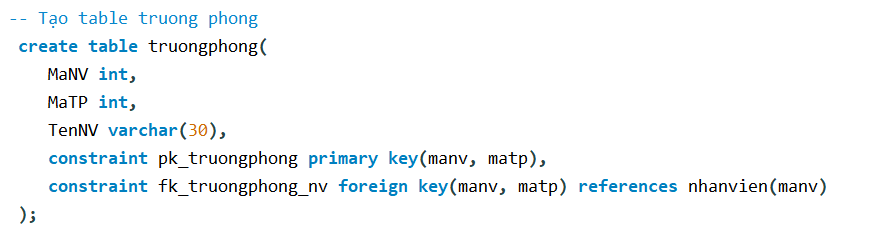 -- Tạo table truong phong
create table truongphong(
MaNV int,
MaTP int,
TenNV varchar(30),
constraint pk_truongphong primary key(manv, matp),
constraint fk_truongphong_nv foreign key(manv, matp) references nhanvien(manv)
);